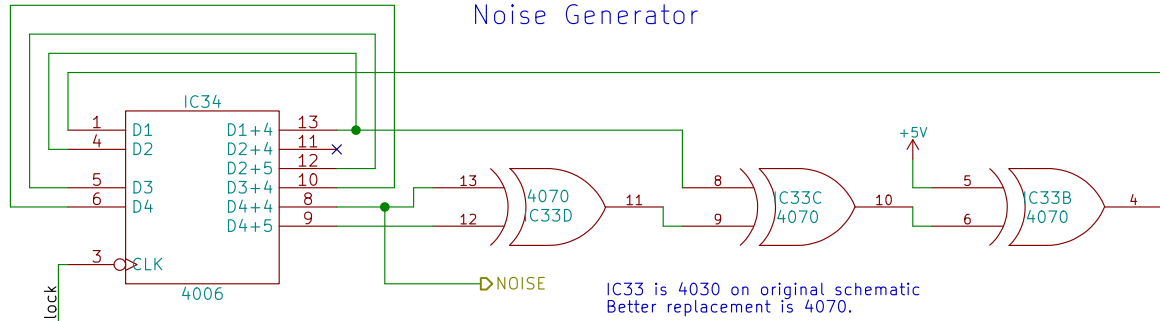 Noise Generator
IC34
1 D1 D1+4 13
4 D2 D2+4 11
D2+5 12
5 D3 D3+4 10
6 D4 D4+4 8
D4+5 9
3 CLK
4006
lock
NOISE
13
12
4070
IC33D
11
8
9
IC33C
4070
10
+5V
5
6
IC33B
4070
4
IC33 is 4030 on original schematic
Better replacement is 4070.